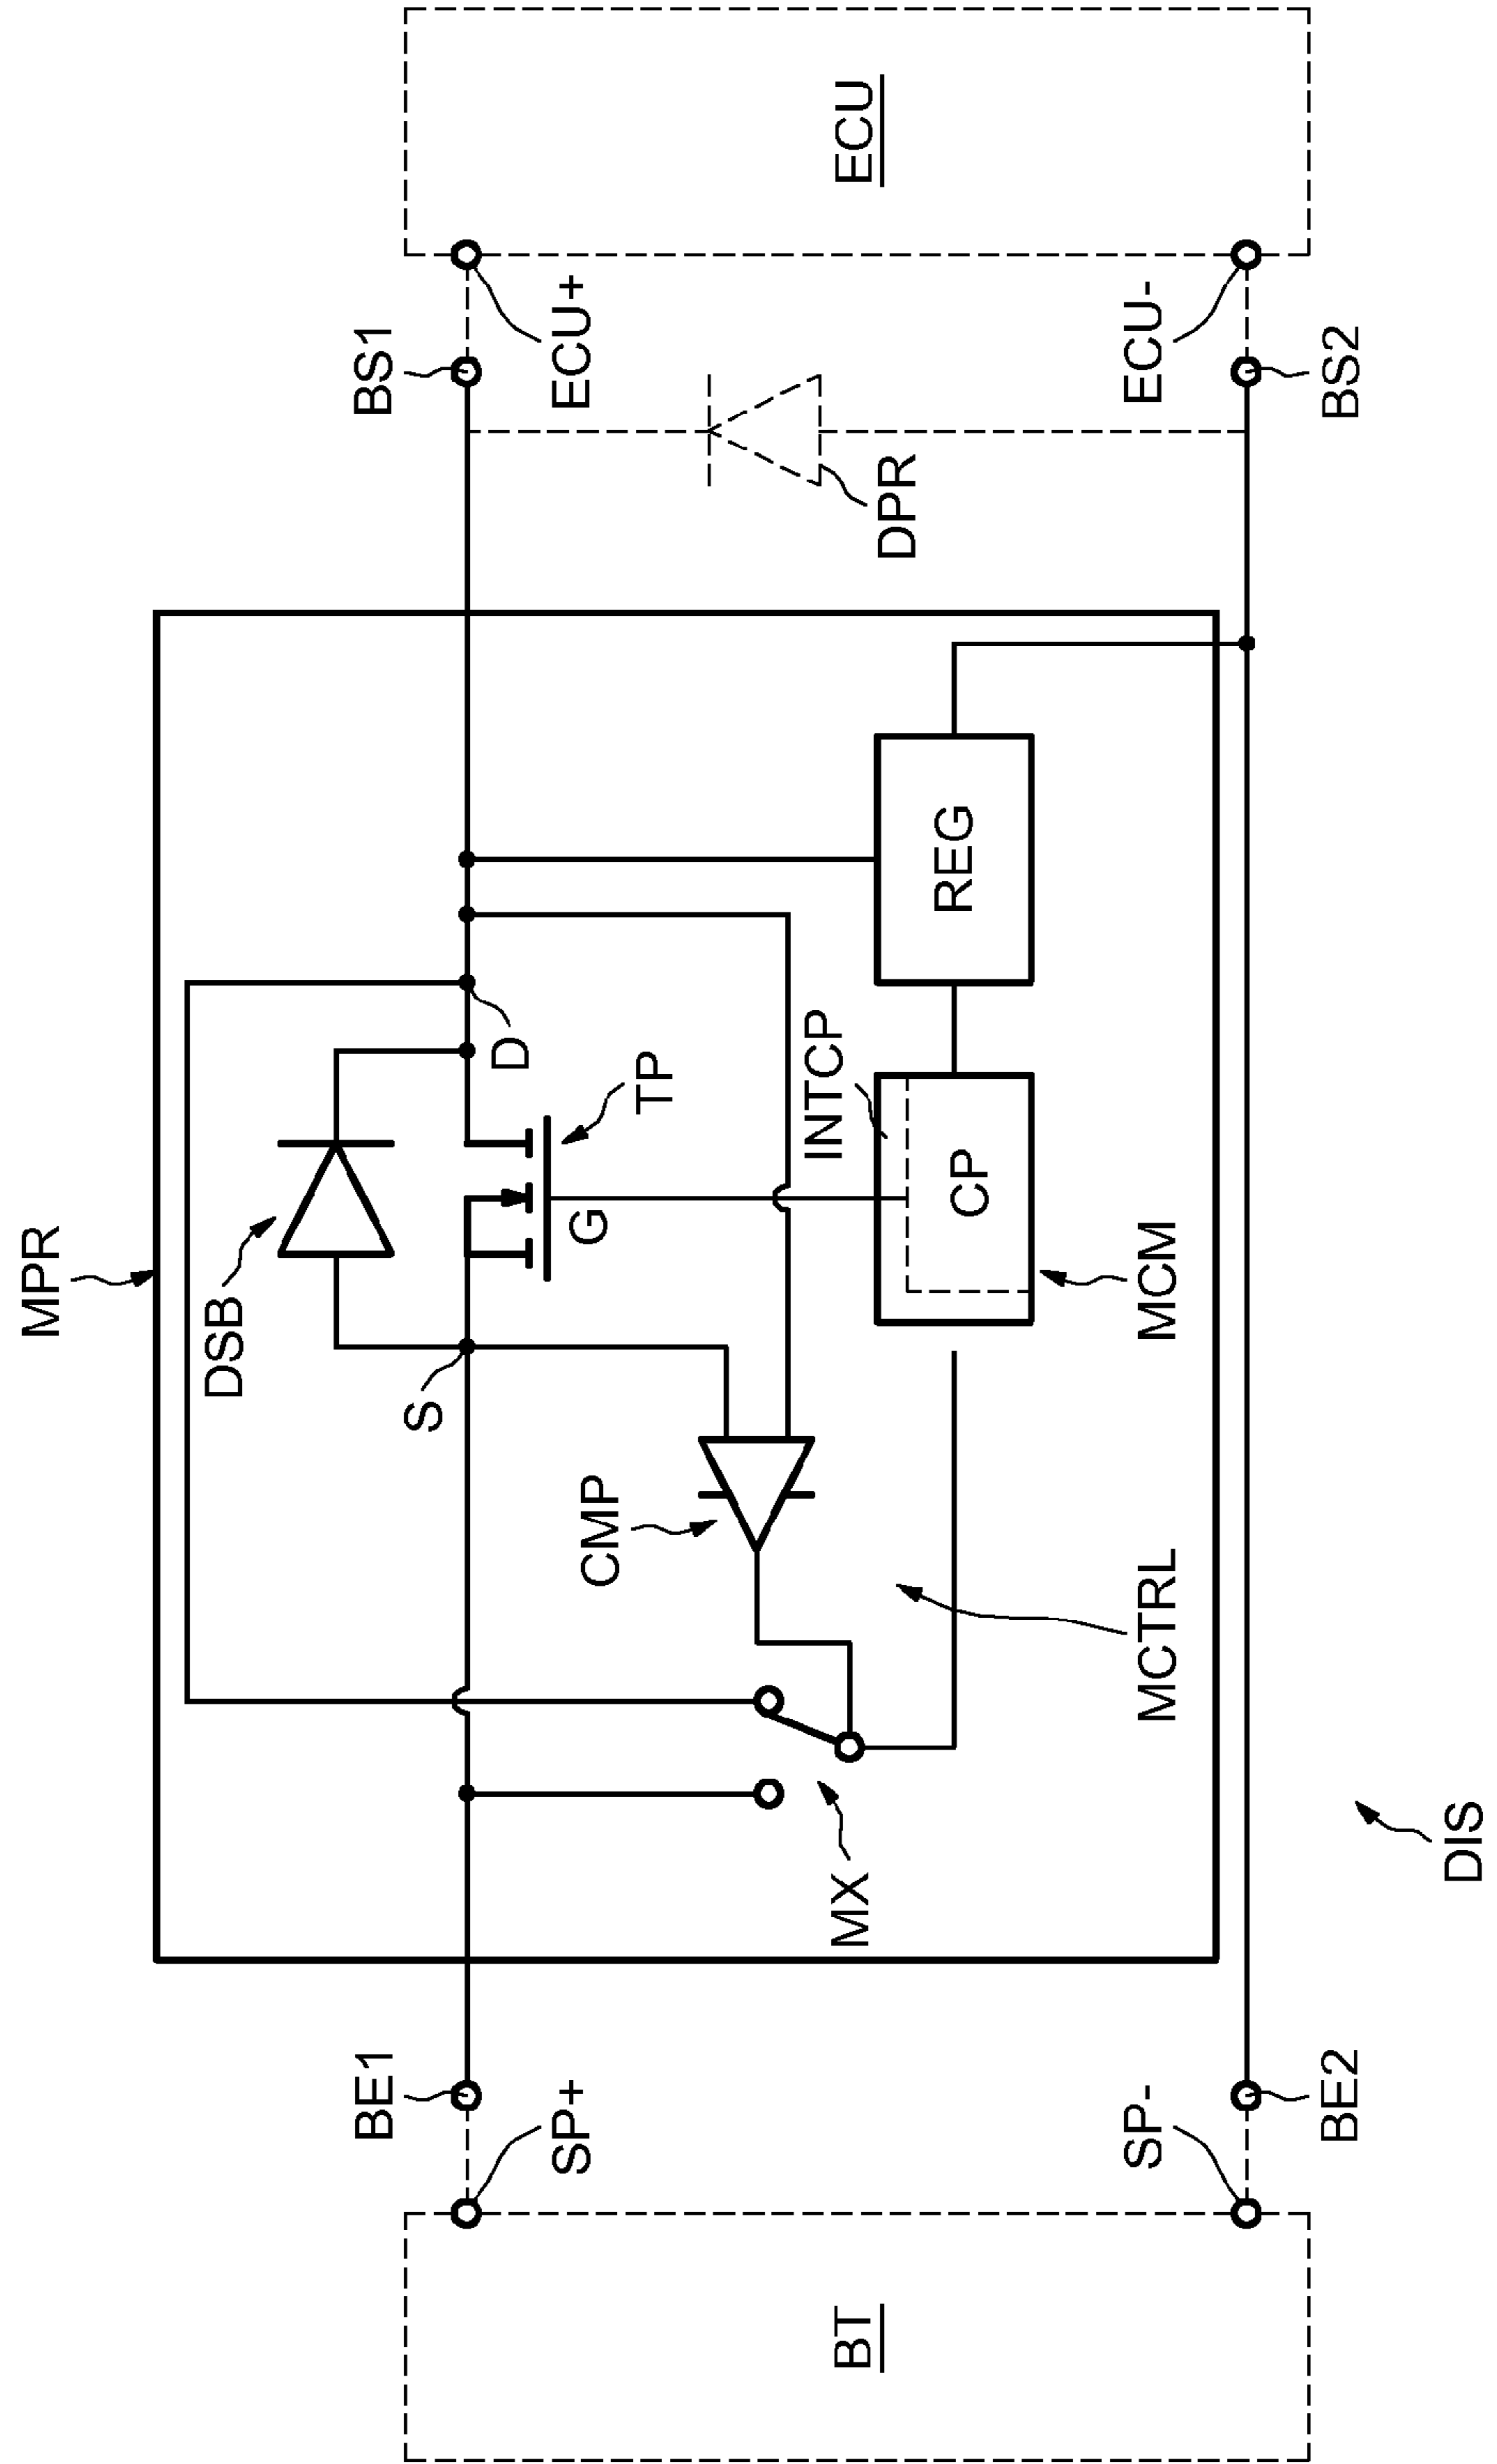 MPR
DSB
BE1
BS1
S
D
SP+
ECU+
CMP
G
TP
MX
INTCP
BT
ECU
DPR
CP
REG
MCTRL
MCM
SP-
ECU-
BE2
BS2
DIS